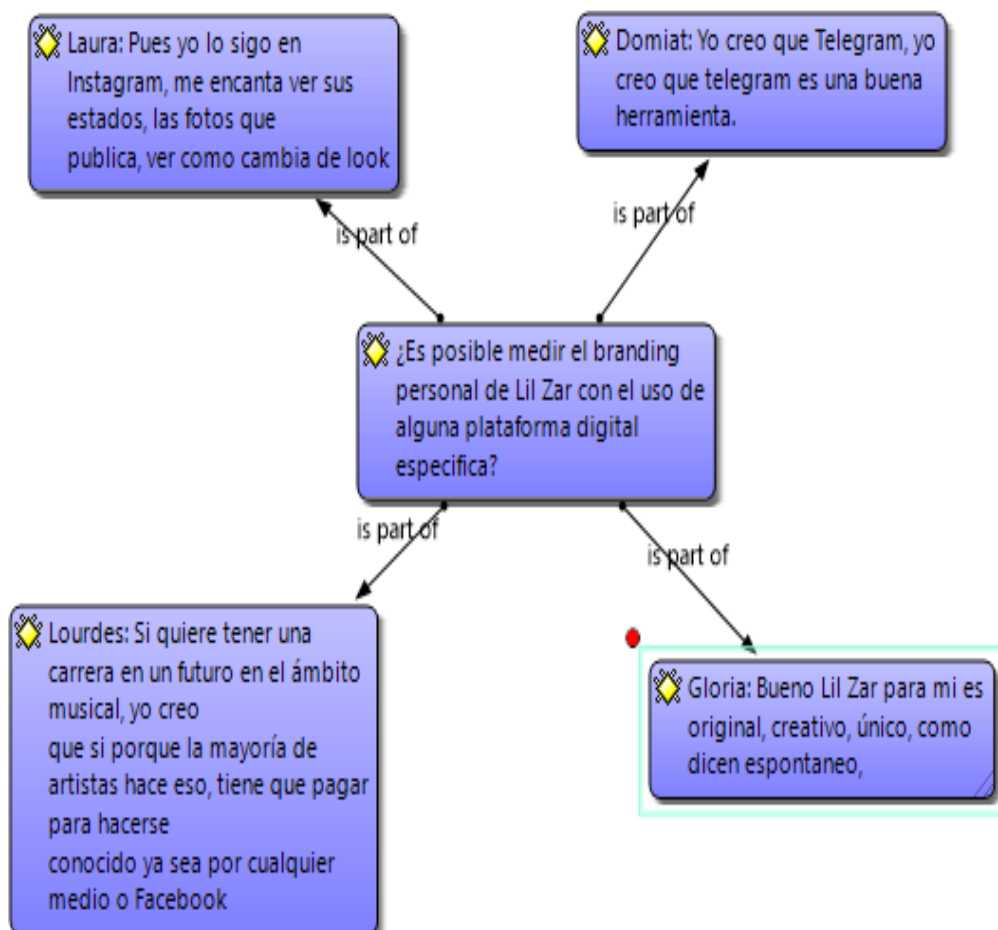 Laura: Pues yo lo sigo en
Instagram, me encanta ver sus
estados, las fotos que
publica, ver como cambia de look
Domiat: Yo creo que Telegram, yo
creo que telegram es una buena
herramienta.
is part of
is part of
¿Es posible medir el branding
personal de Lil Zar con el uso de
alguna plataforma digital
especifica?
is part of
is part of
Lourdes: Si quiere tener una
carrera en un futuro en el ámbito
musical, yo creo
que si porque la mayoría de
artistas hace eso, tiene que pagar
para hacerse
conocido ya sea por cualquier
medio o Facebook
Gloria: Bueno Lil Zar para mi es
original, creativo, único, como
dicen espontaneo,